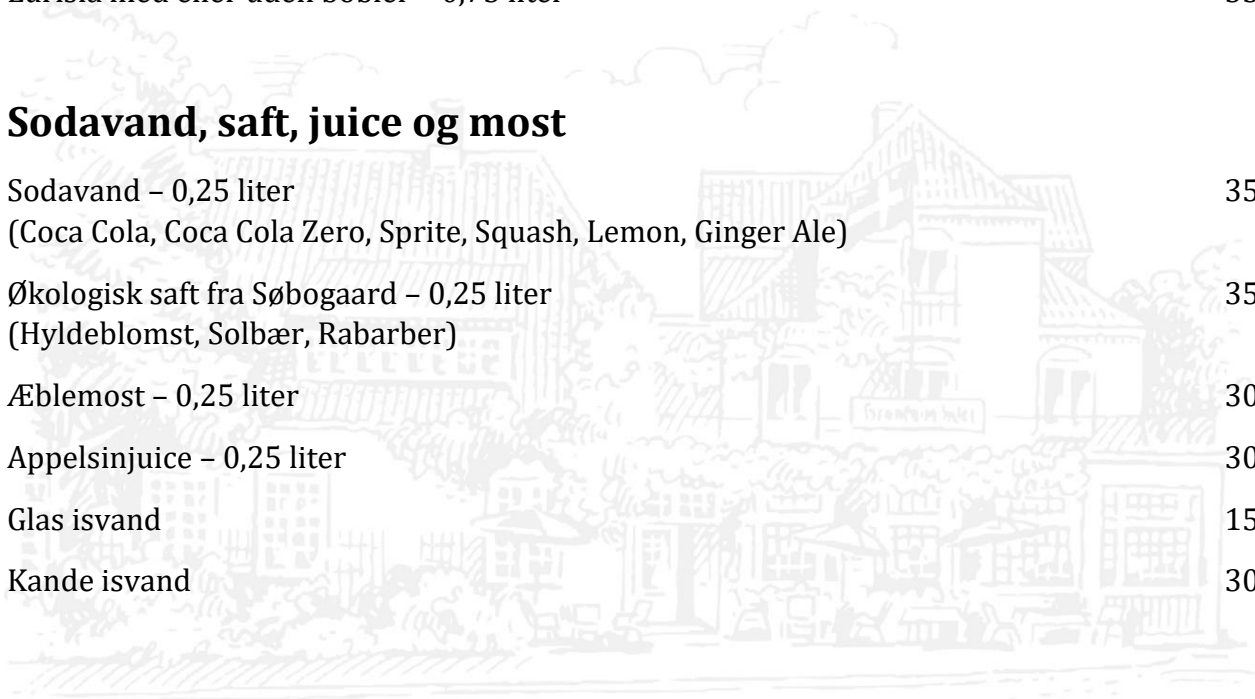 Sodavand, saft, juice og most
Sodavand – 0,25 liter 35
(Coca Cola, Coca Cola Zero, Sprite, Squash, Lemon, Ginger Ale)
Økologisk saft fra Søbogaard – 0,25 liter 35
(Hyldeblomst, Solbær, Rabarber)
Æblemost – 0,25 liter 30
Appelsinjuice – 0,25 liter 30
Glas isvand 15
Kande isvand 30